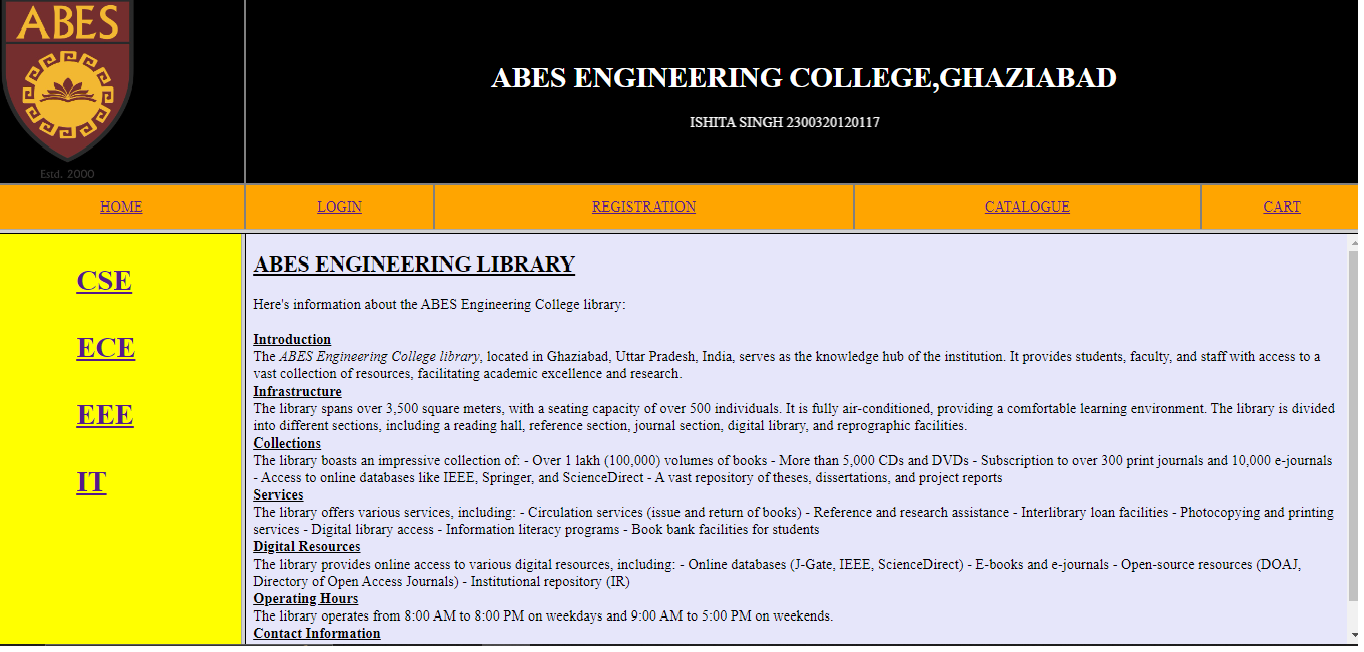 ABES
Estd. 2000
ABES ENGINEERING COLLEGE,GHAZIABAD
ISHITA SINGH 2300320120117
HOME
LOGIN
REGISTRATION
CATALOGUE
CART
CSE
ECE
EEE
IT
ABES ENGINEERING LIBRARY
Here's information about the ABES Engineering College library:
Introduction
The ABES Engineering College library, located in Ghaziabad, Uttar Pradesh, India, serves as the knowledge hub of the institution. It provides students, faculty, and staff with access to a
vast collection of resources, facilitating academic excellence and research.
Infrastructure
The library spans over 3,500 square meters, with a seating capacity of over 500 individuals. It is fully air-conditioned, providing a comfortable learning environment. The library is divided
into different sections, including a reading hall, reference section, journal section, digital library, and reprographic facilities.
Collections
The library boasts an impressive collection of: - Over 1 lakh (100,000) volumes of books - More than 5,000 CDs and DVDs - Subscription to over 300 print journals and 10,000 e-journals
- Access to online databases like IEEE, Springer, and ScienceDirect - A vast repository of theses, dissertations, and project reports
Services
The library offers various services, including: - Circulation services (issue and return of books) - Reference and research assistance - Interlibrary loan facilities - Photocopying and printing
services - Digital library access - Information literacy programs - Book bank facilities for students
Digital Resources
The library provides online access to various digital resources, including: - Online databases (J-Gate, IEEE, ScienceDirect) - E-books and e-journals - Open-source resources (DOAJ,
Directory of Open Access Journals) - Institutional repository (IR)
Operating Hours
The library operates from 8:00 AM to 8:00 PM on weekdays and 9:00 AM to 5:00 PM on weekends.
Contact Information